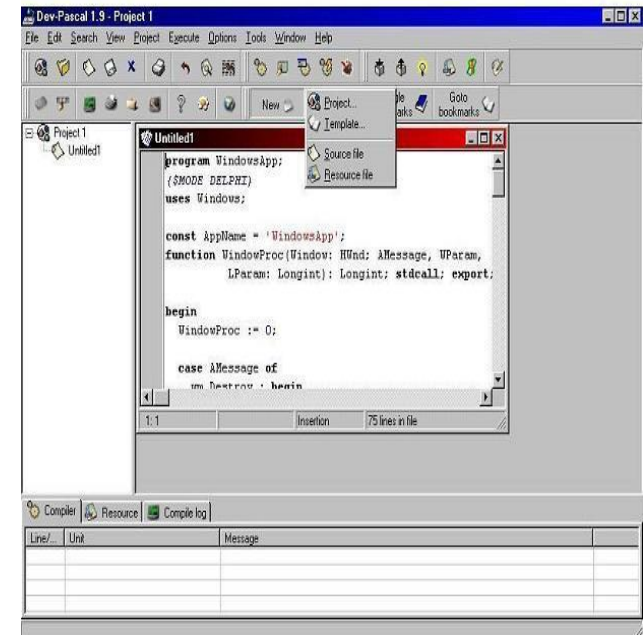 Dev-Pascal 1.9 - Project 1
File Edit Search View Project Execute Options Tools Window Help
New
Goto
bookmarks
Project...
Template...
Source file
Resource file
Project 1
Untitled1
Untitled1
program WindowsApp;
{$MODE DELPHI}
uses Windows;
const AppName = 'WindowsApp';
function WindowProc(Window: HWnd; AMessage, WParam,
LParam: Longint): Longint; stdcall; export;
begin
WindowProc := 0;
case AMessage of
wm_Destroy : begin
1: 1 Insertion 75 lines in file
Compiler Resource Compile log
Line/... Unit Message